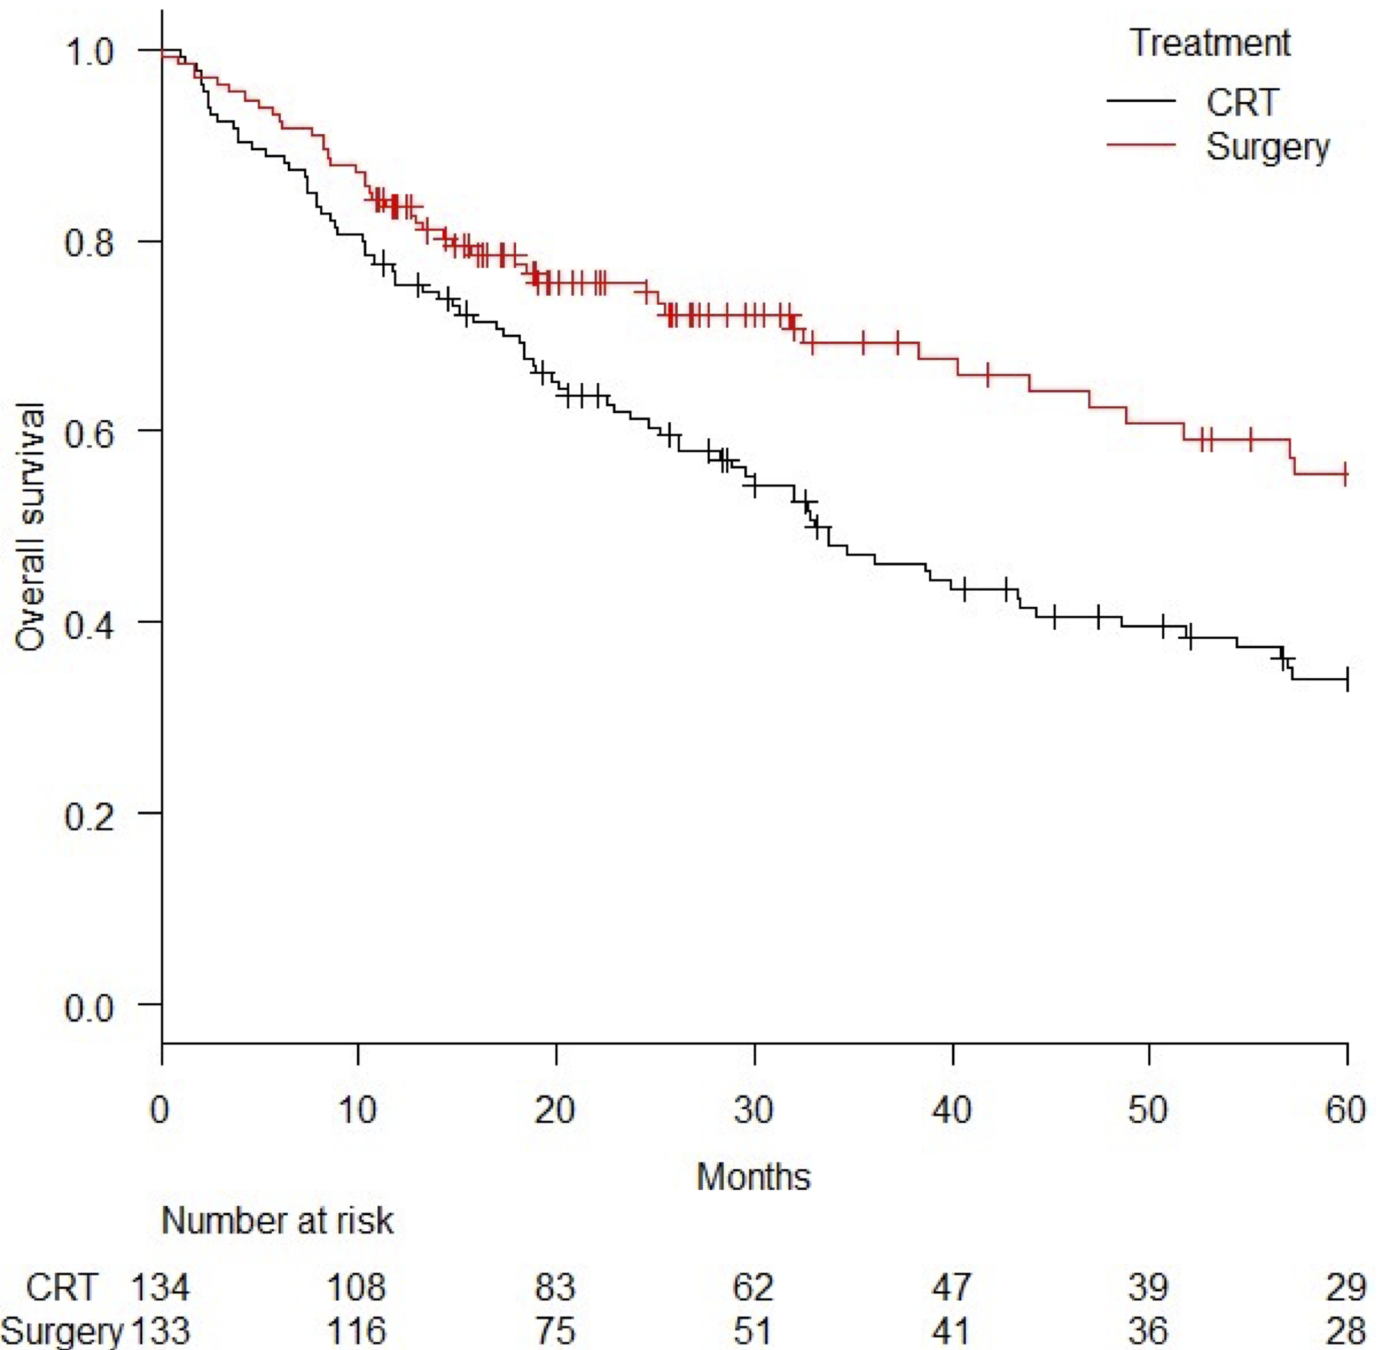 Treatment
CRT
Surgery
1.0
0.8
0.6
0.4
0.2
0.0
Overall survival
0 10 20 30 40 50 60
Months
Number at risk
CRT 134 108 83 62 47 39 29
Surgery 133 116 75 51 41 36 28